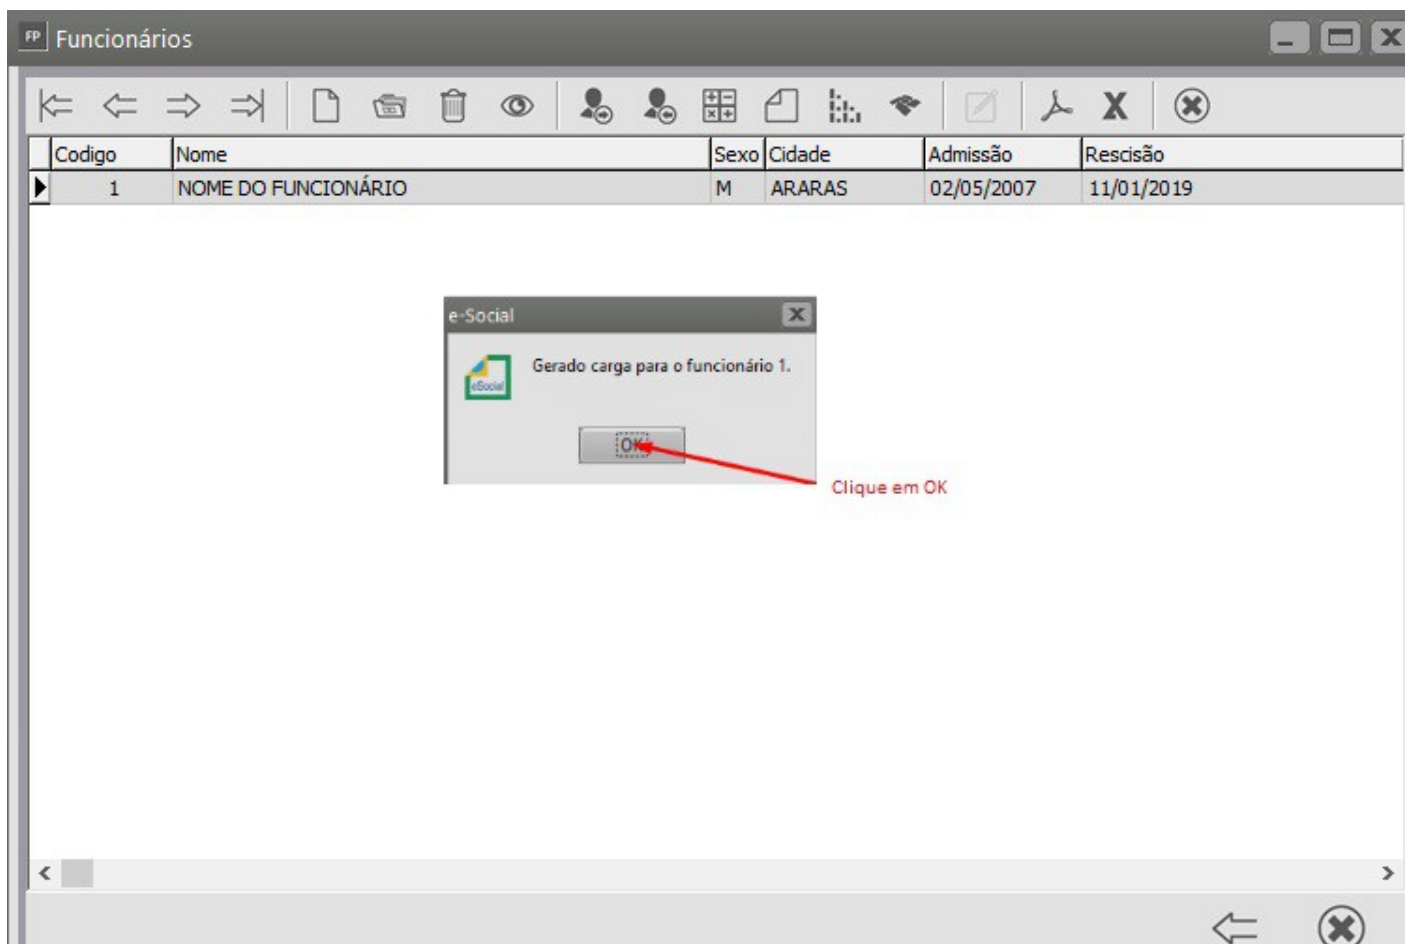 FP Funcionários
Codigo Nome Sexo Cidade Admissão Rescisão
1 NOME DO FUNCIONÁRIO M ARARAS 02/05/2007 11/01/2019
e-Social
eSocial
Gerado carga para o funcionário 1.
OK
Clique em OK